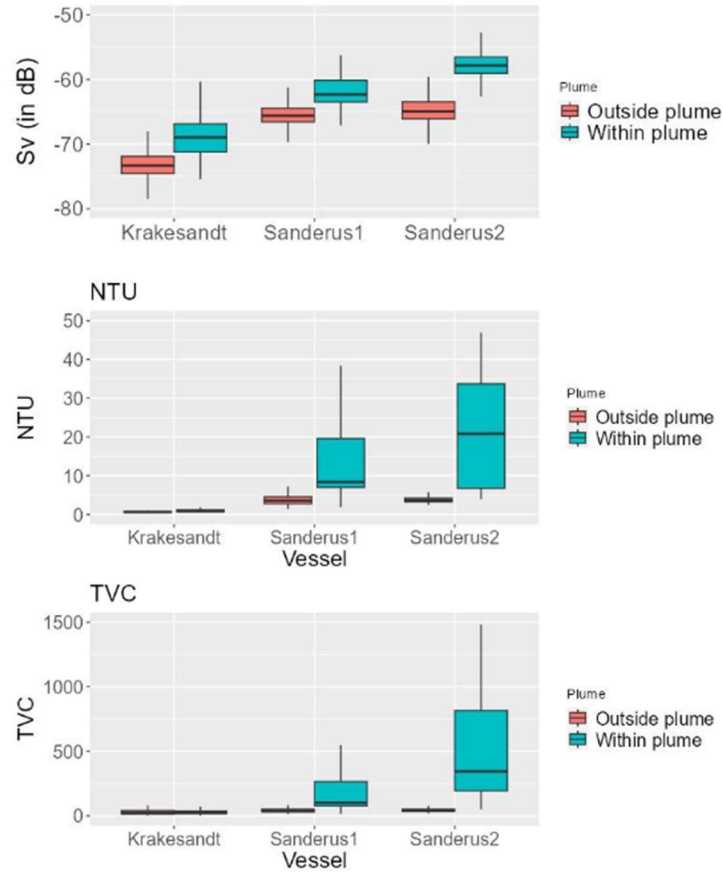 -50
-60
-70
-80
Sv (in dB)
Krakesandt Sanderus1 Sanderus2
Plume
Outside plume
Within plume
NTU
50
40
30
20
10
0
NTU
Krakesandt Sanderus1 Sanderus2
Vessel
Plume
Outside plume
Within plume
TVC
1500
1000
500
0
TVC
Krakesandt Sanderus1 Sanderus2
Vessel
Plume
Outside plume
Within plume